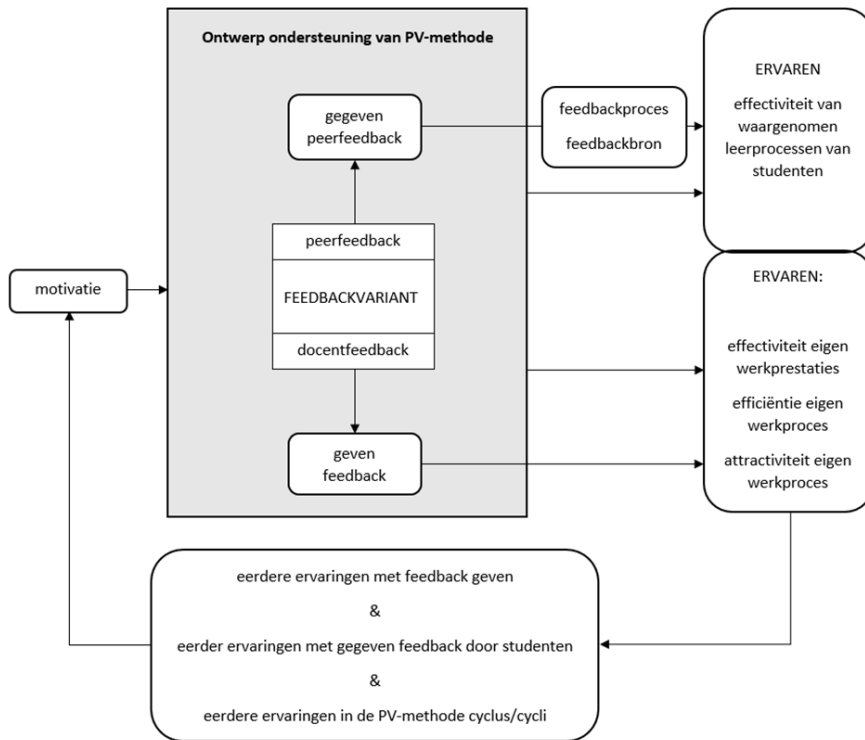 Ontwerp ondersteuning van PV-methode
gegeven
peerfeedback
feedbackproces
feedbackbron
ERVAREN
effectiviteit van
waargenomen
leerprocessen van
studenten
peerfeedback
FEEDBACKVARIANT
docentfeedback
motivatie
ERVAREN:
effectiviteit eigen
werkprestaties
efficiëntie eigen
werkproces
attractiviteit eigen
werkproces
geven
feedback
eerdere ervaringen met feedback geven
&
eerder ervaringen met gegeven feedback door studenten
&
eerdere ervaringen in de PV-methode cyclus/cycli